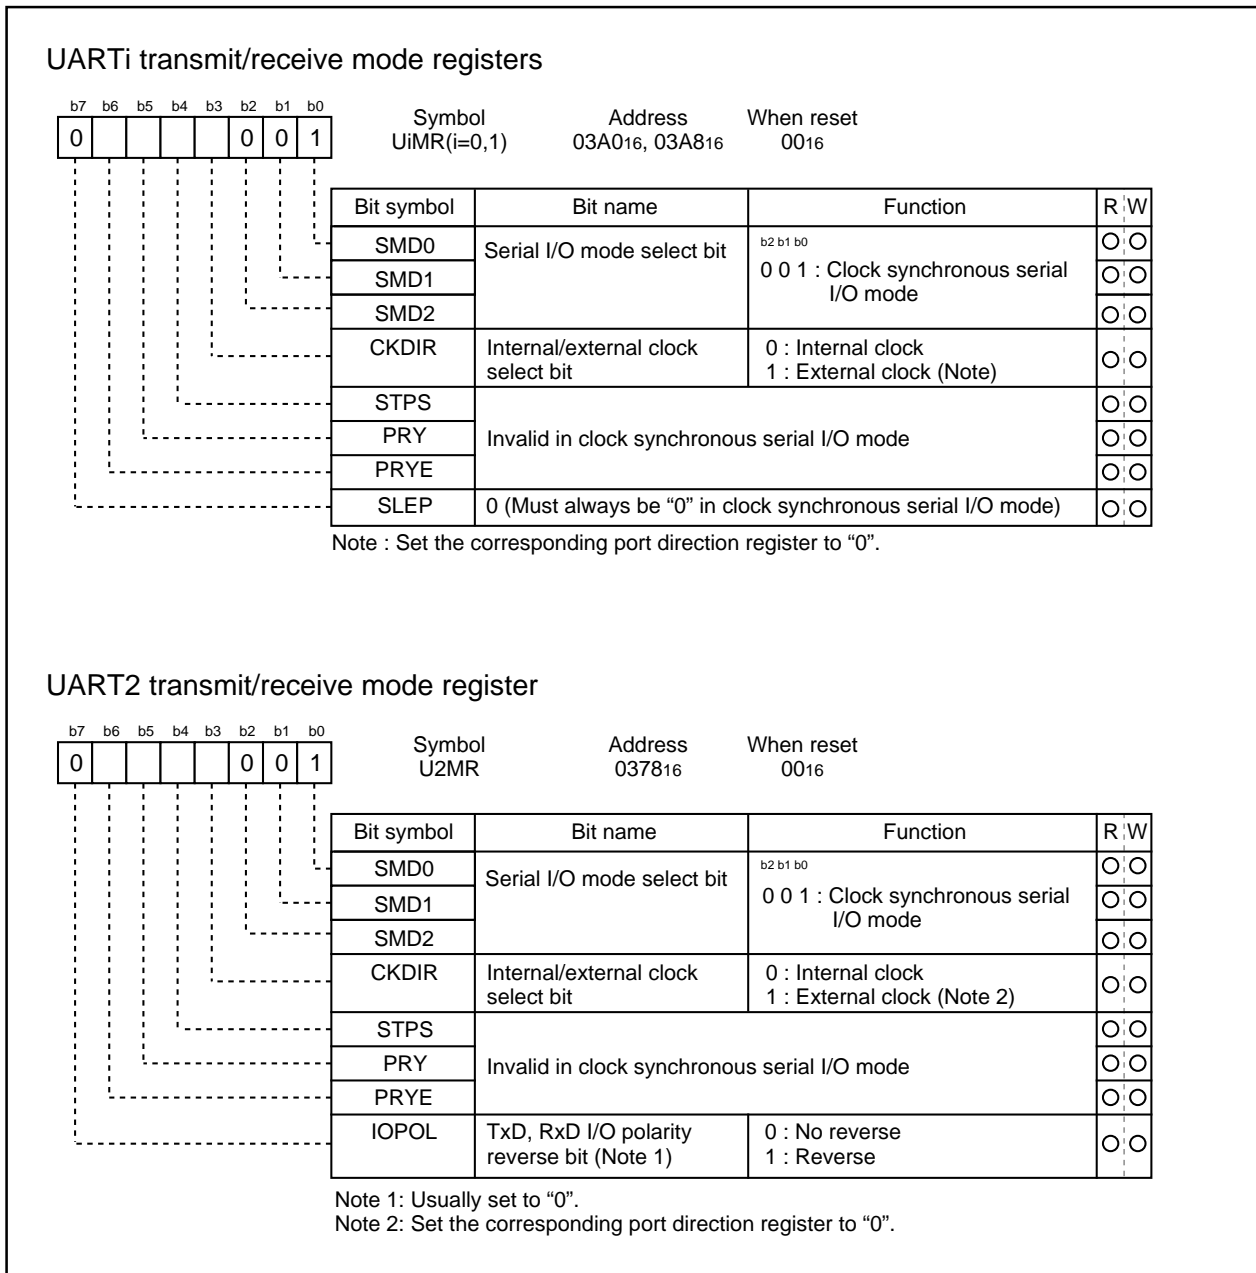 UARTi transmit/receive mode registers
b7 b6 b5 b4 b3 b2 b1 b0
0 0 0 1
Symbol Address When reset
UiMR(i=0,1) 03A016, 03A816 0016
Bit symbol Bit name Function R W
SMD0 Serial I/O mode select bit b2 b1 b0
SMD1 0 0 1 : Clock synchronous serial
I/O mode
SMD2
CKDIR Internal/external clock 0 : Internal clock
select bit 1 : External clock (Note)
STPS
PRY Invalid in clock synchronous serial I/O mode
PRYE
SLEP 0 (Must always be “0” in clock synchronous serial I/O mode)
Note : Set the corresponding port direction register to “0”.
UART2 transmit/receive mode register
b7 b6 b5 b4 b3 b2 b1 b0
0 0 0 1
Symbol Address When reset
U2MR 037816 0016
Bit symbol Bit name Function R W
SMD0 Serial I/O mode select bit b2 b1 b0
SMD1 0 0 1 : Clock synchronous serial
I/O mode
SMD2
CKDIR Internal/external clock 0 : Internal clock
select bit 1 : External clock (Note 2)
STPS
PRY Invalid in clock synchronous serial I/O mode
PRYE
IOPOL TxD, RxD I/O polarity 0 : No reverse
reverse bit (Note 1) 1 : Reverse
Note 1: Usually set to “0”.
Note 2: Set the corresponding port direction register to “0”.